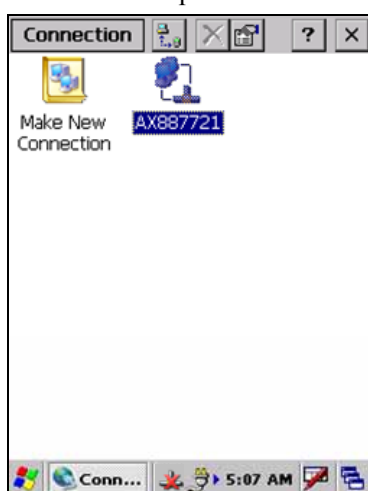 Connection ? ×
Make New
Connection
AX887721
Conn... 5:07 AM